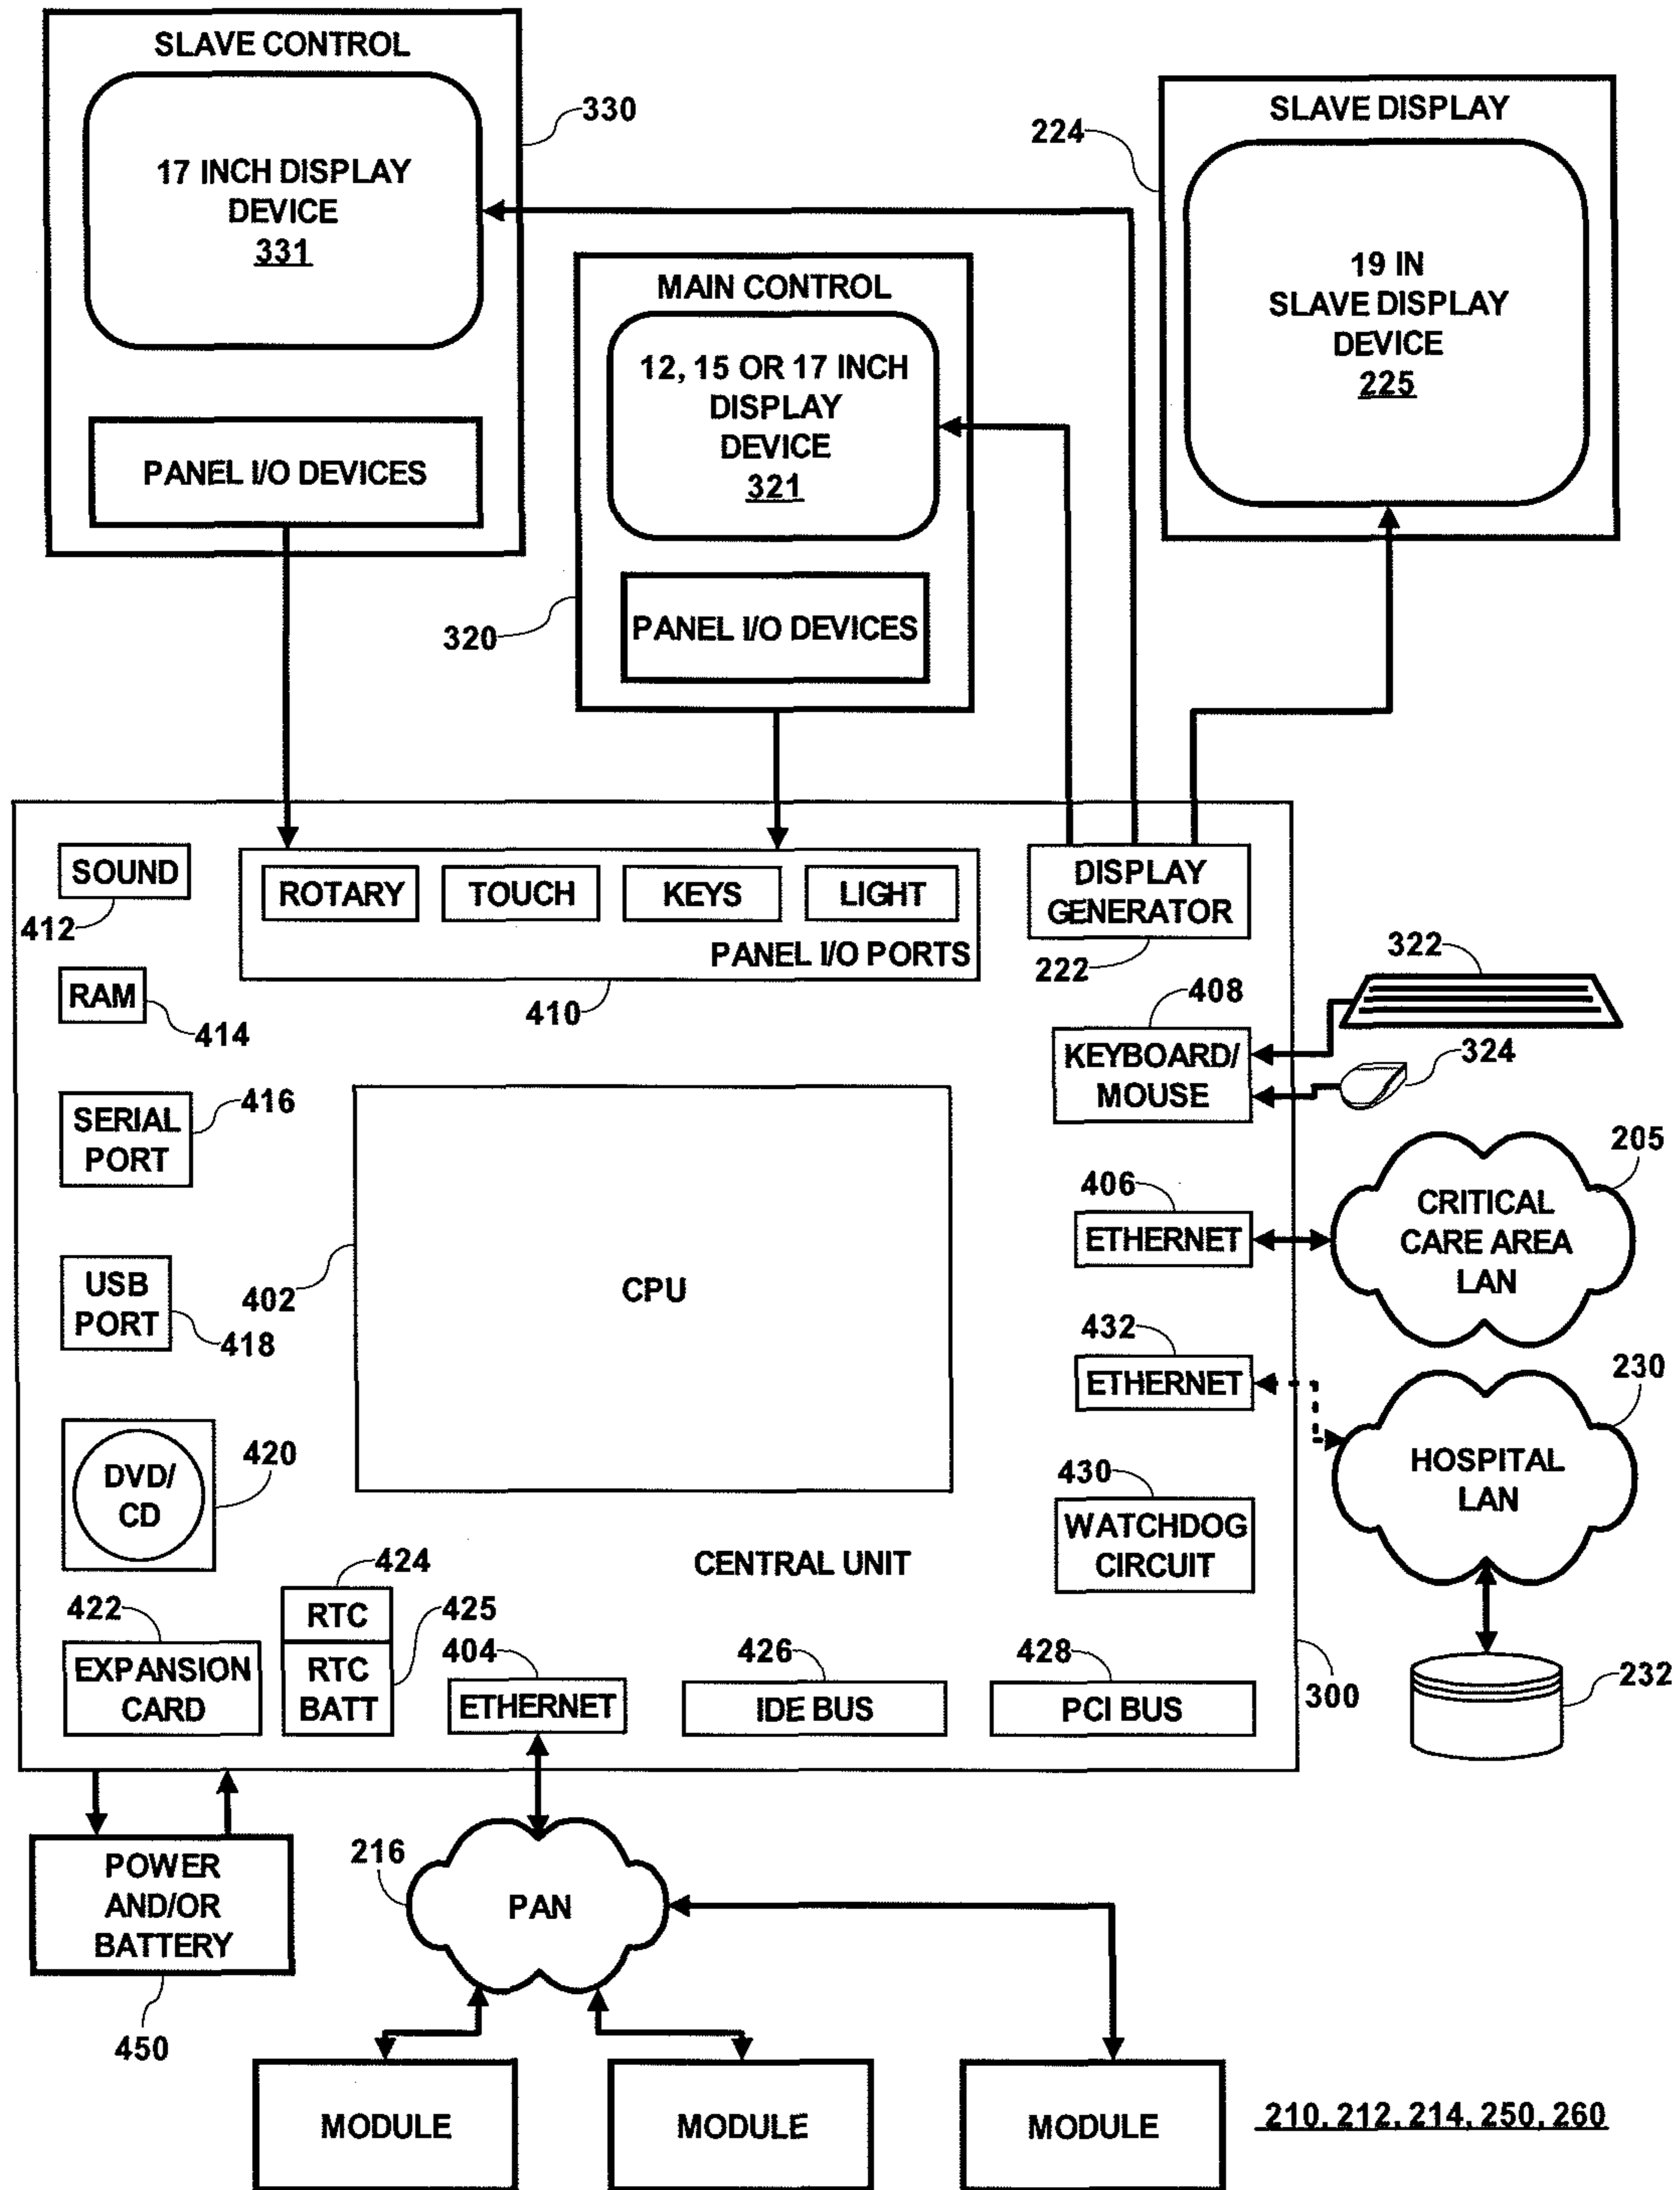 SLAVE CONTROL
17 INCH DISPLAY
DEVICE
331
PANEL I/O DEVICES
330
MAIN CONTROL
12, 15 OR 17 INCH
DISPLAY
DEVICE
321
PANEL I/O DEVICES
320
SLAVE DISPLAY
224
19 IN
SLAVE DISPLAY
DEVICE
225
SOUND
412
ROTARY
TOUCH
KEYS
LIGHT
PANEL I/O PORTS
410
DISPLAY
GENERATOR
222
RAM
414
408
KEYBOARD/
MOUSE
322
324
SERIAL
PORT
416
CPU
402
406
ETHERNET
205
CRITICAL
CARE AREA
LAN
USB
PORT
418
432
ETHERNET
230
HOSPITAL
LAN
DVD/
CD
420
430
WATCHDOG
CIRCUIT
CENTRAL UNIT
422
EXPANSION
CARD
424
RTC
425
RTC
BATT
404
ETHERNET
426
IDE BUS
428
PCI BUS
300
232
POWER
AND/OR
BATTERY
450
216
PAN
MODULE
MODULE
MODULE
210, 212, 214, 250, 260